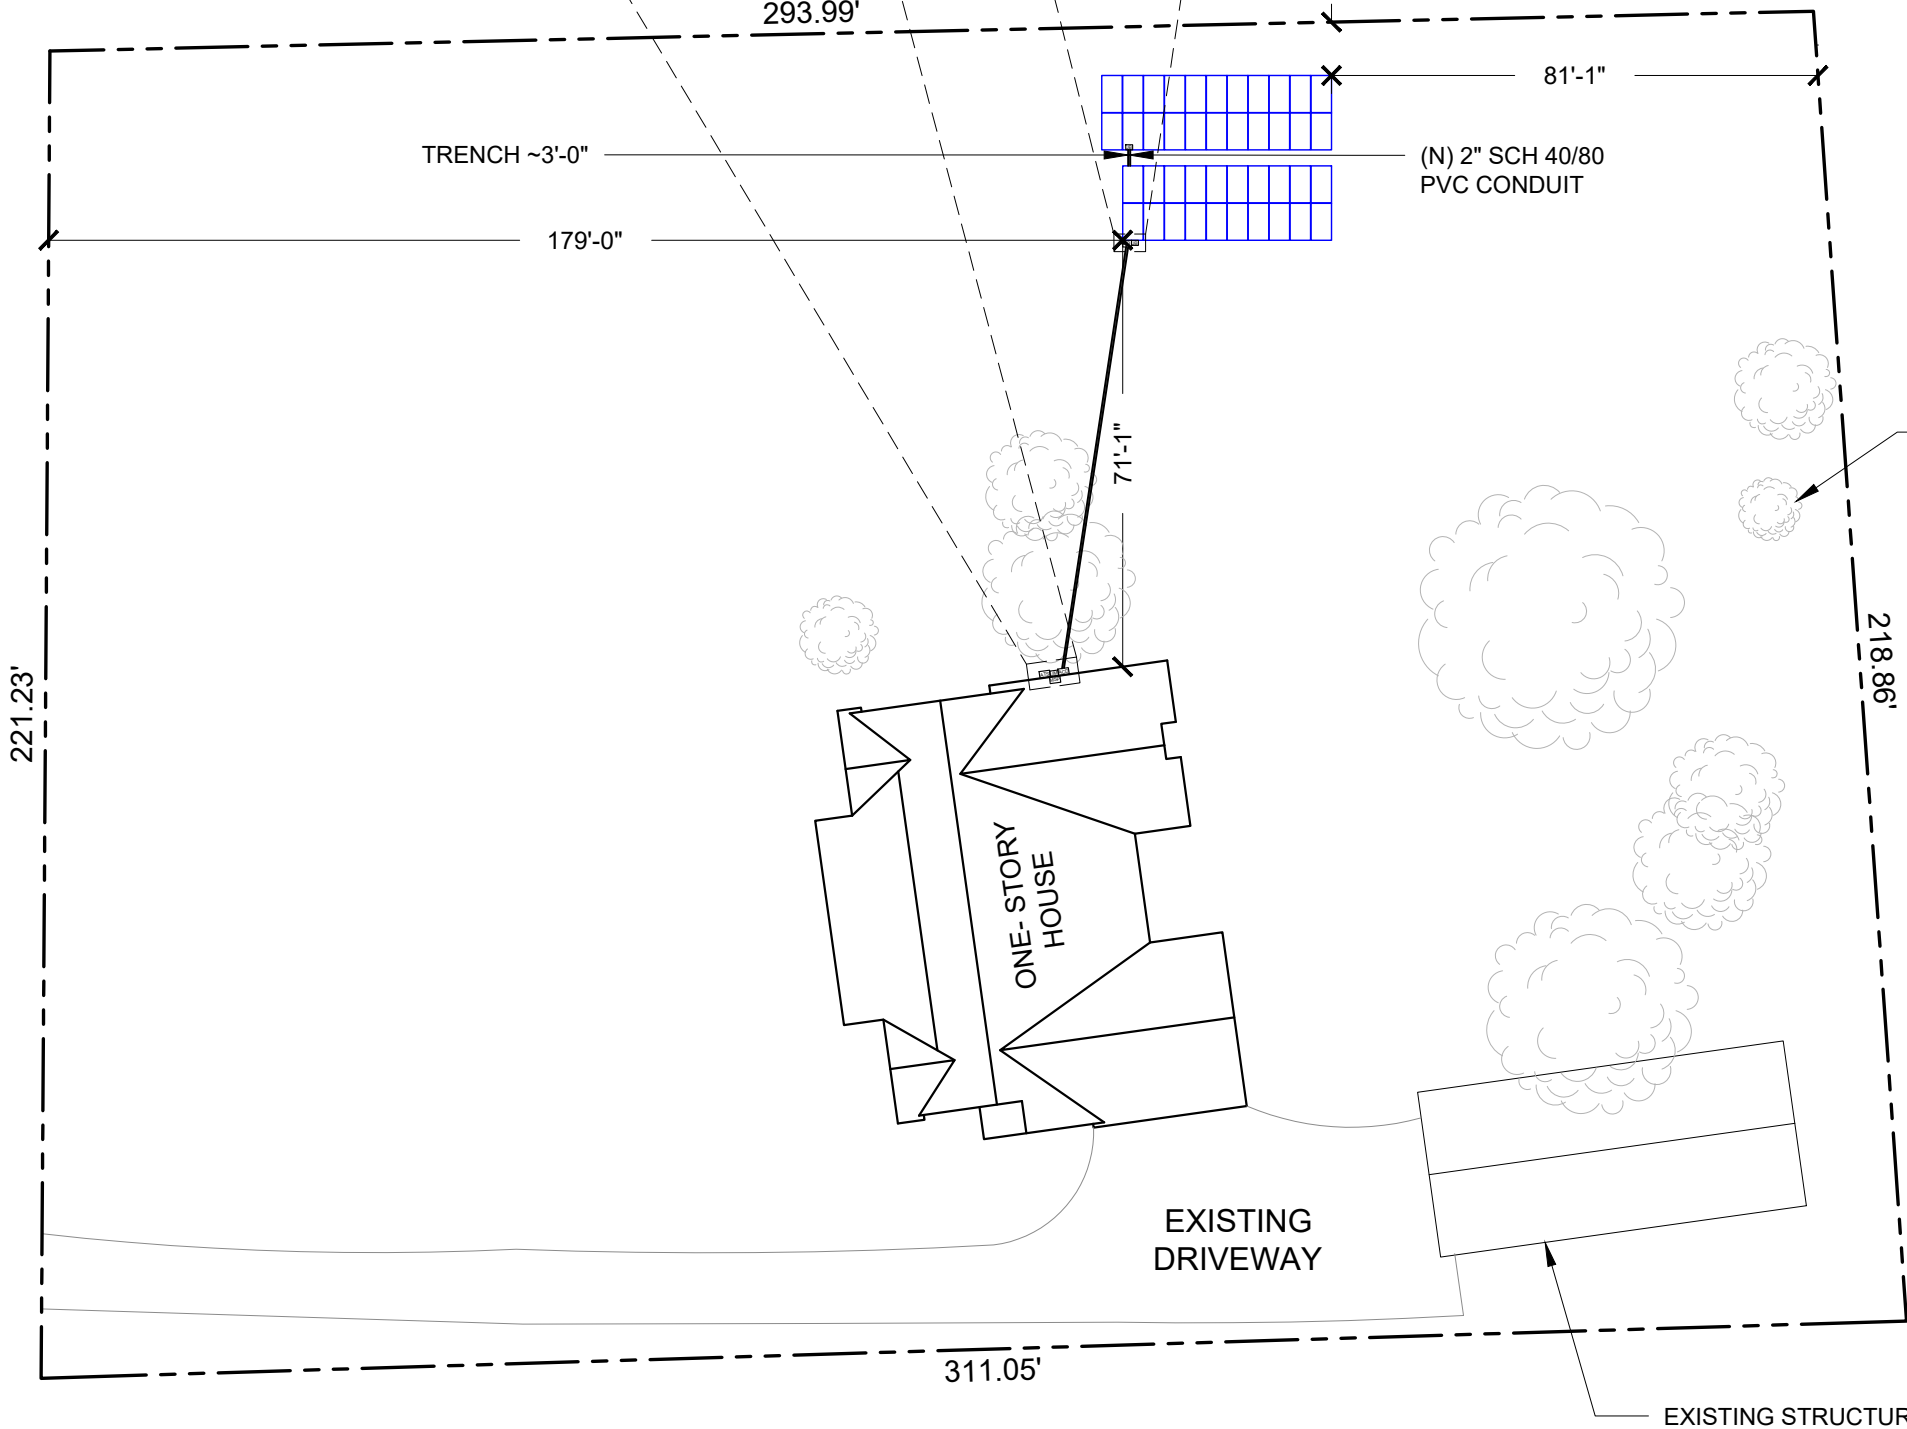 293.99'
81'-1"
TRENCH ~3'-0"
(N) 2" SCH 40/80
PVC CONDUIT
179'-0"
71'-1"
218.86'
221.23'
ONE- STORY
HOUSE
EXISTING
DRIVEWAY
311.05'
EXISTING STRUCTUR